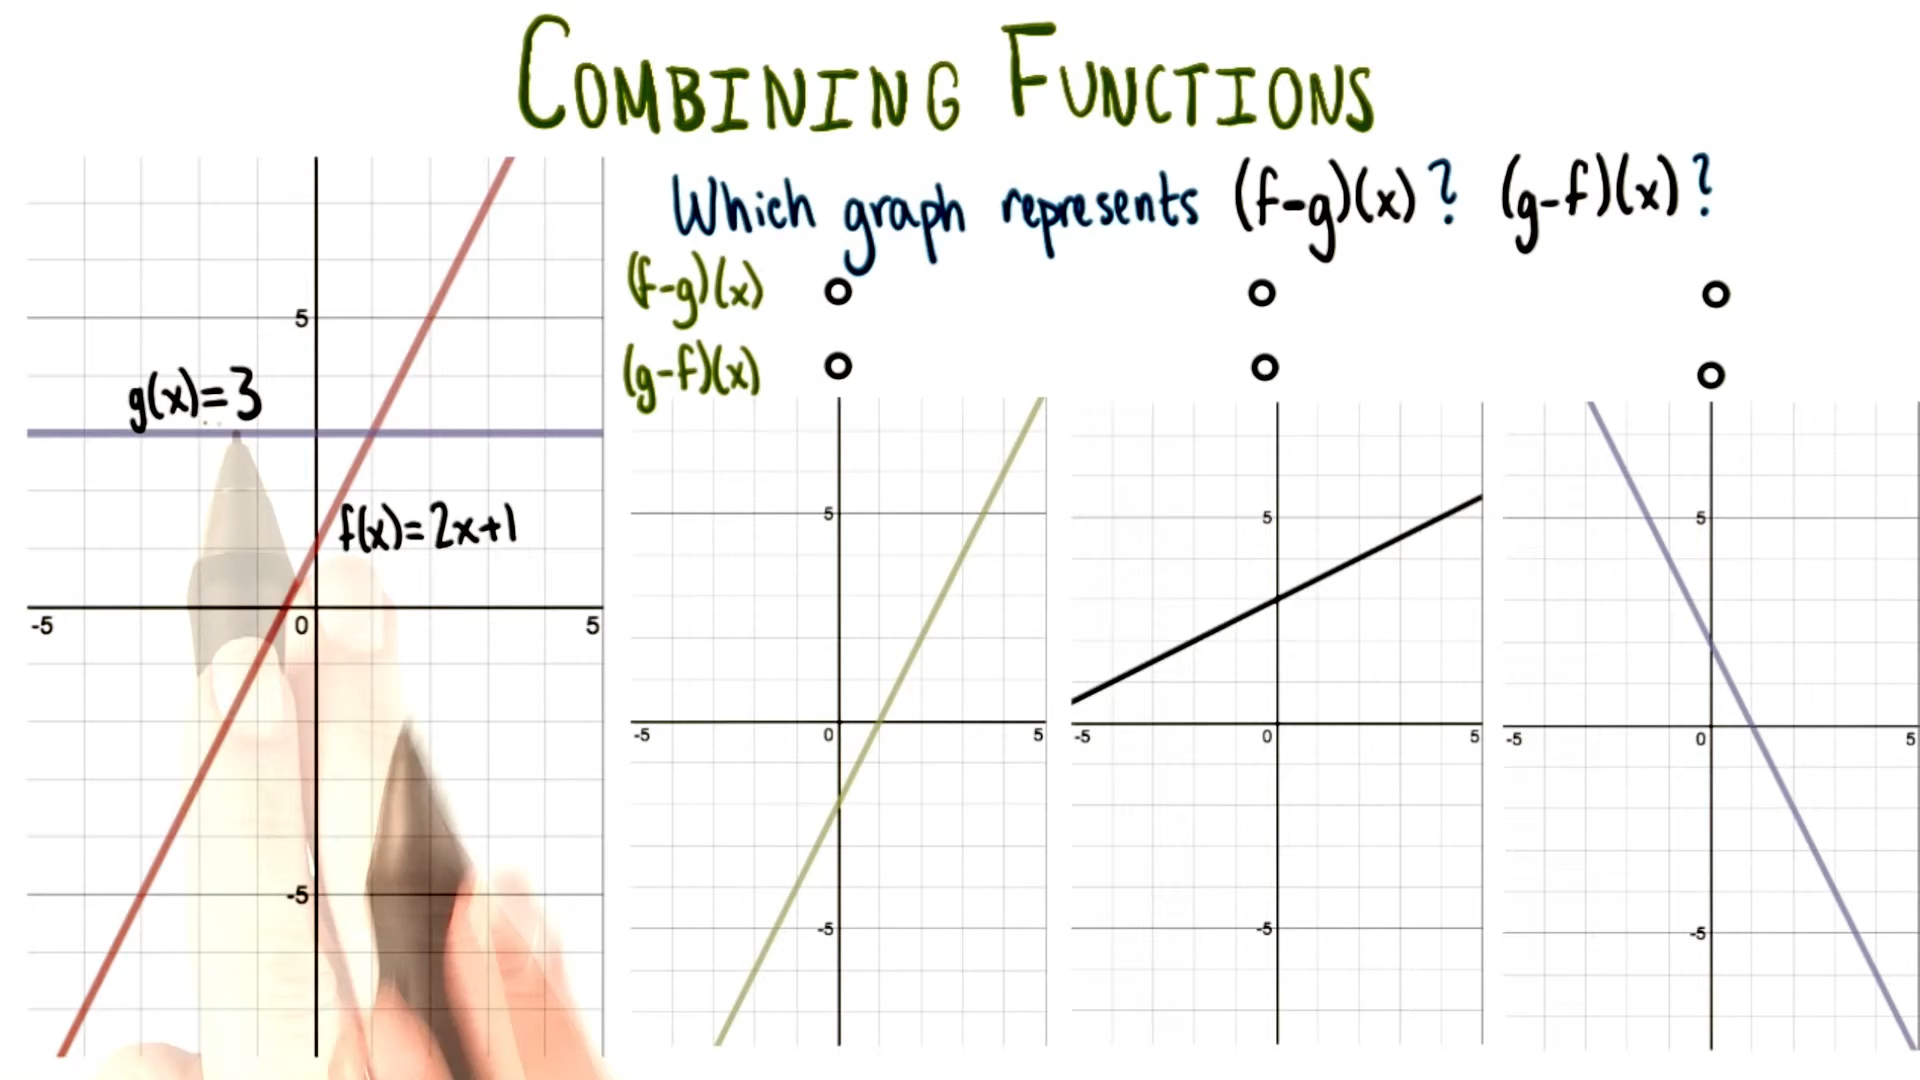 COMBINING FUNCTIONS
Which graph represents (f-g)(x)? (g-f)(x)?
(f-g)(x)
(g-f)(x)
g(x)=3
f(x)=2x+1
5
-5 0 5
-5
5
-5 0 5
-5
5
-5 0 5
-5
5
-5 0 5
-5